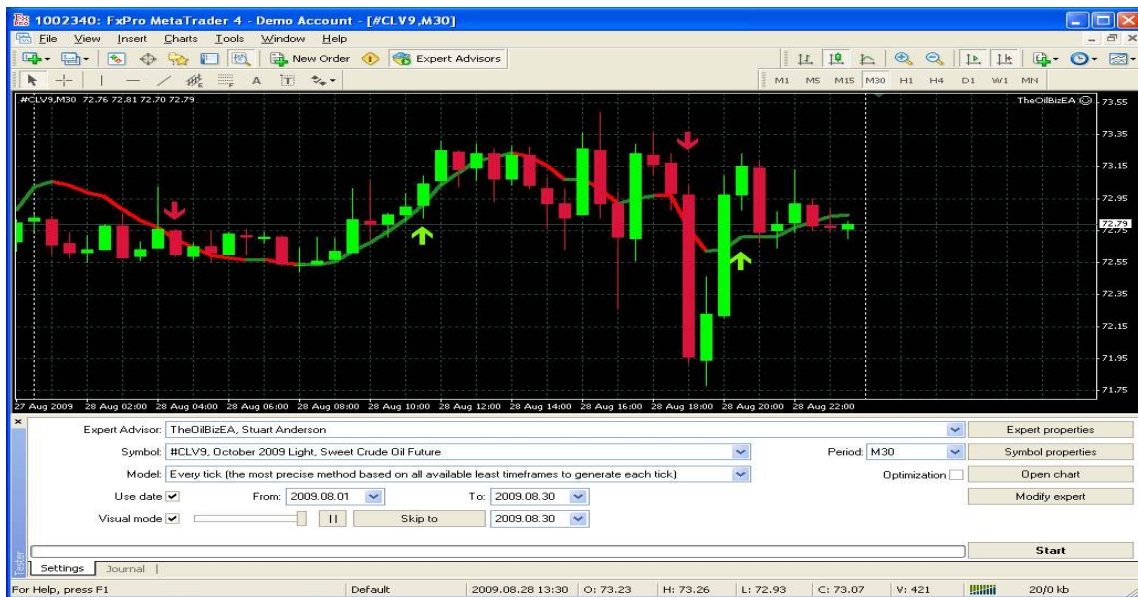 1002340: FxPro MetaTrader 4 - Demo Account - [#CLV9,M30]
File View Insert Charts Tools Window Help
New Order Expert Advisors
A T M1 M5 M15 M30 H1 H4 D1 W1 MN
#CLV9,M30 72.76 72.81 72.70 72.79
TheOilBizEA
73.55
73.35
73.15
72.95
72.79
72.75
72.55
72.35
72.15
71.95
71.75
27 Aug 2009 28 Aug 02:00 28 Aug 04:00 28 Aug 06:00 28 Aug 08:00 28 Aug 10:00 28 Aug 12:00 28 Aug 14:00 28 Aug 16:00 28 Aug 18:00 28 Aug 20:00 28 Aug 22:00
Expert Advisor: TheOilBizEA, Stuart Anderson Expert properties
Symbol: #CLV9, October 2009 Light, Sweet Crude Oil Future Period: M30 Symbol properties
Model: Every tick (the most precise method based on all available least timeframes to generate each tick) Optimization Open chart
Use date From: 2009.08.01 To: 2009.08.30 Modify expert
Visual mode Skip to 2009.08.30
Start
Tester
Settings Journal
For Help, press F1 Default 2009.08.28 13:30 O: 73.23 H: 73.26 L: 72.93 C: 73.07 V: 421 20/0 kb